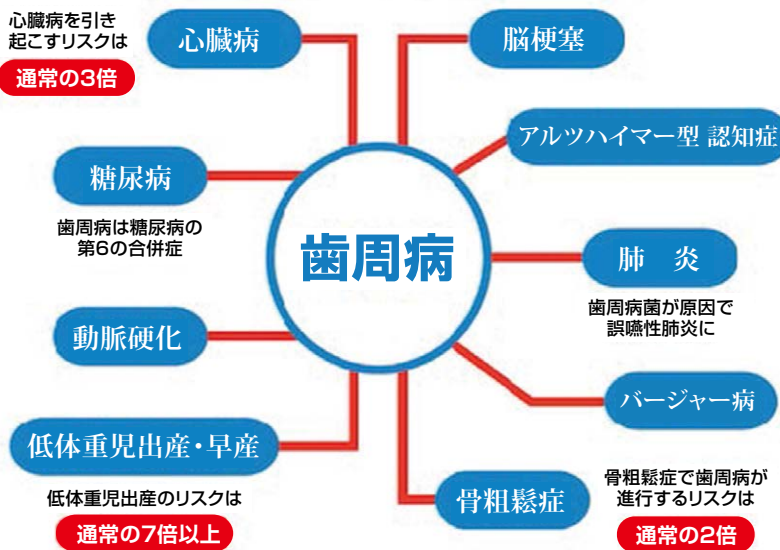 心臓病を引き
起こすリスクは
通常の3倍
心臓病
脳梗塞
アルツハイマー型 認知症
糖尿病
歯周病は糖尿病の
第6の合併症
歯周病
肺　炎
歯周病菌が原因で
誤嚥性肺炎に
動脈硬化
バージャー病
低体重児出産・早産
低体重児出産のリスクは
通常の7倍以上
骨粗鬆症
骨粗鬆症で歯周病が
進行するリスクは
通常の2倍